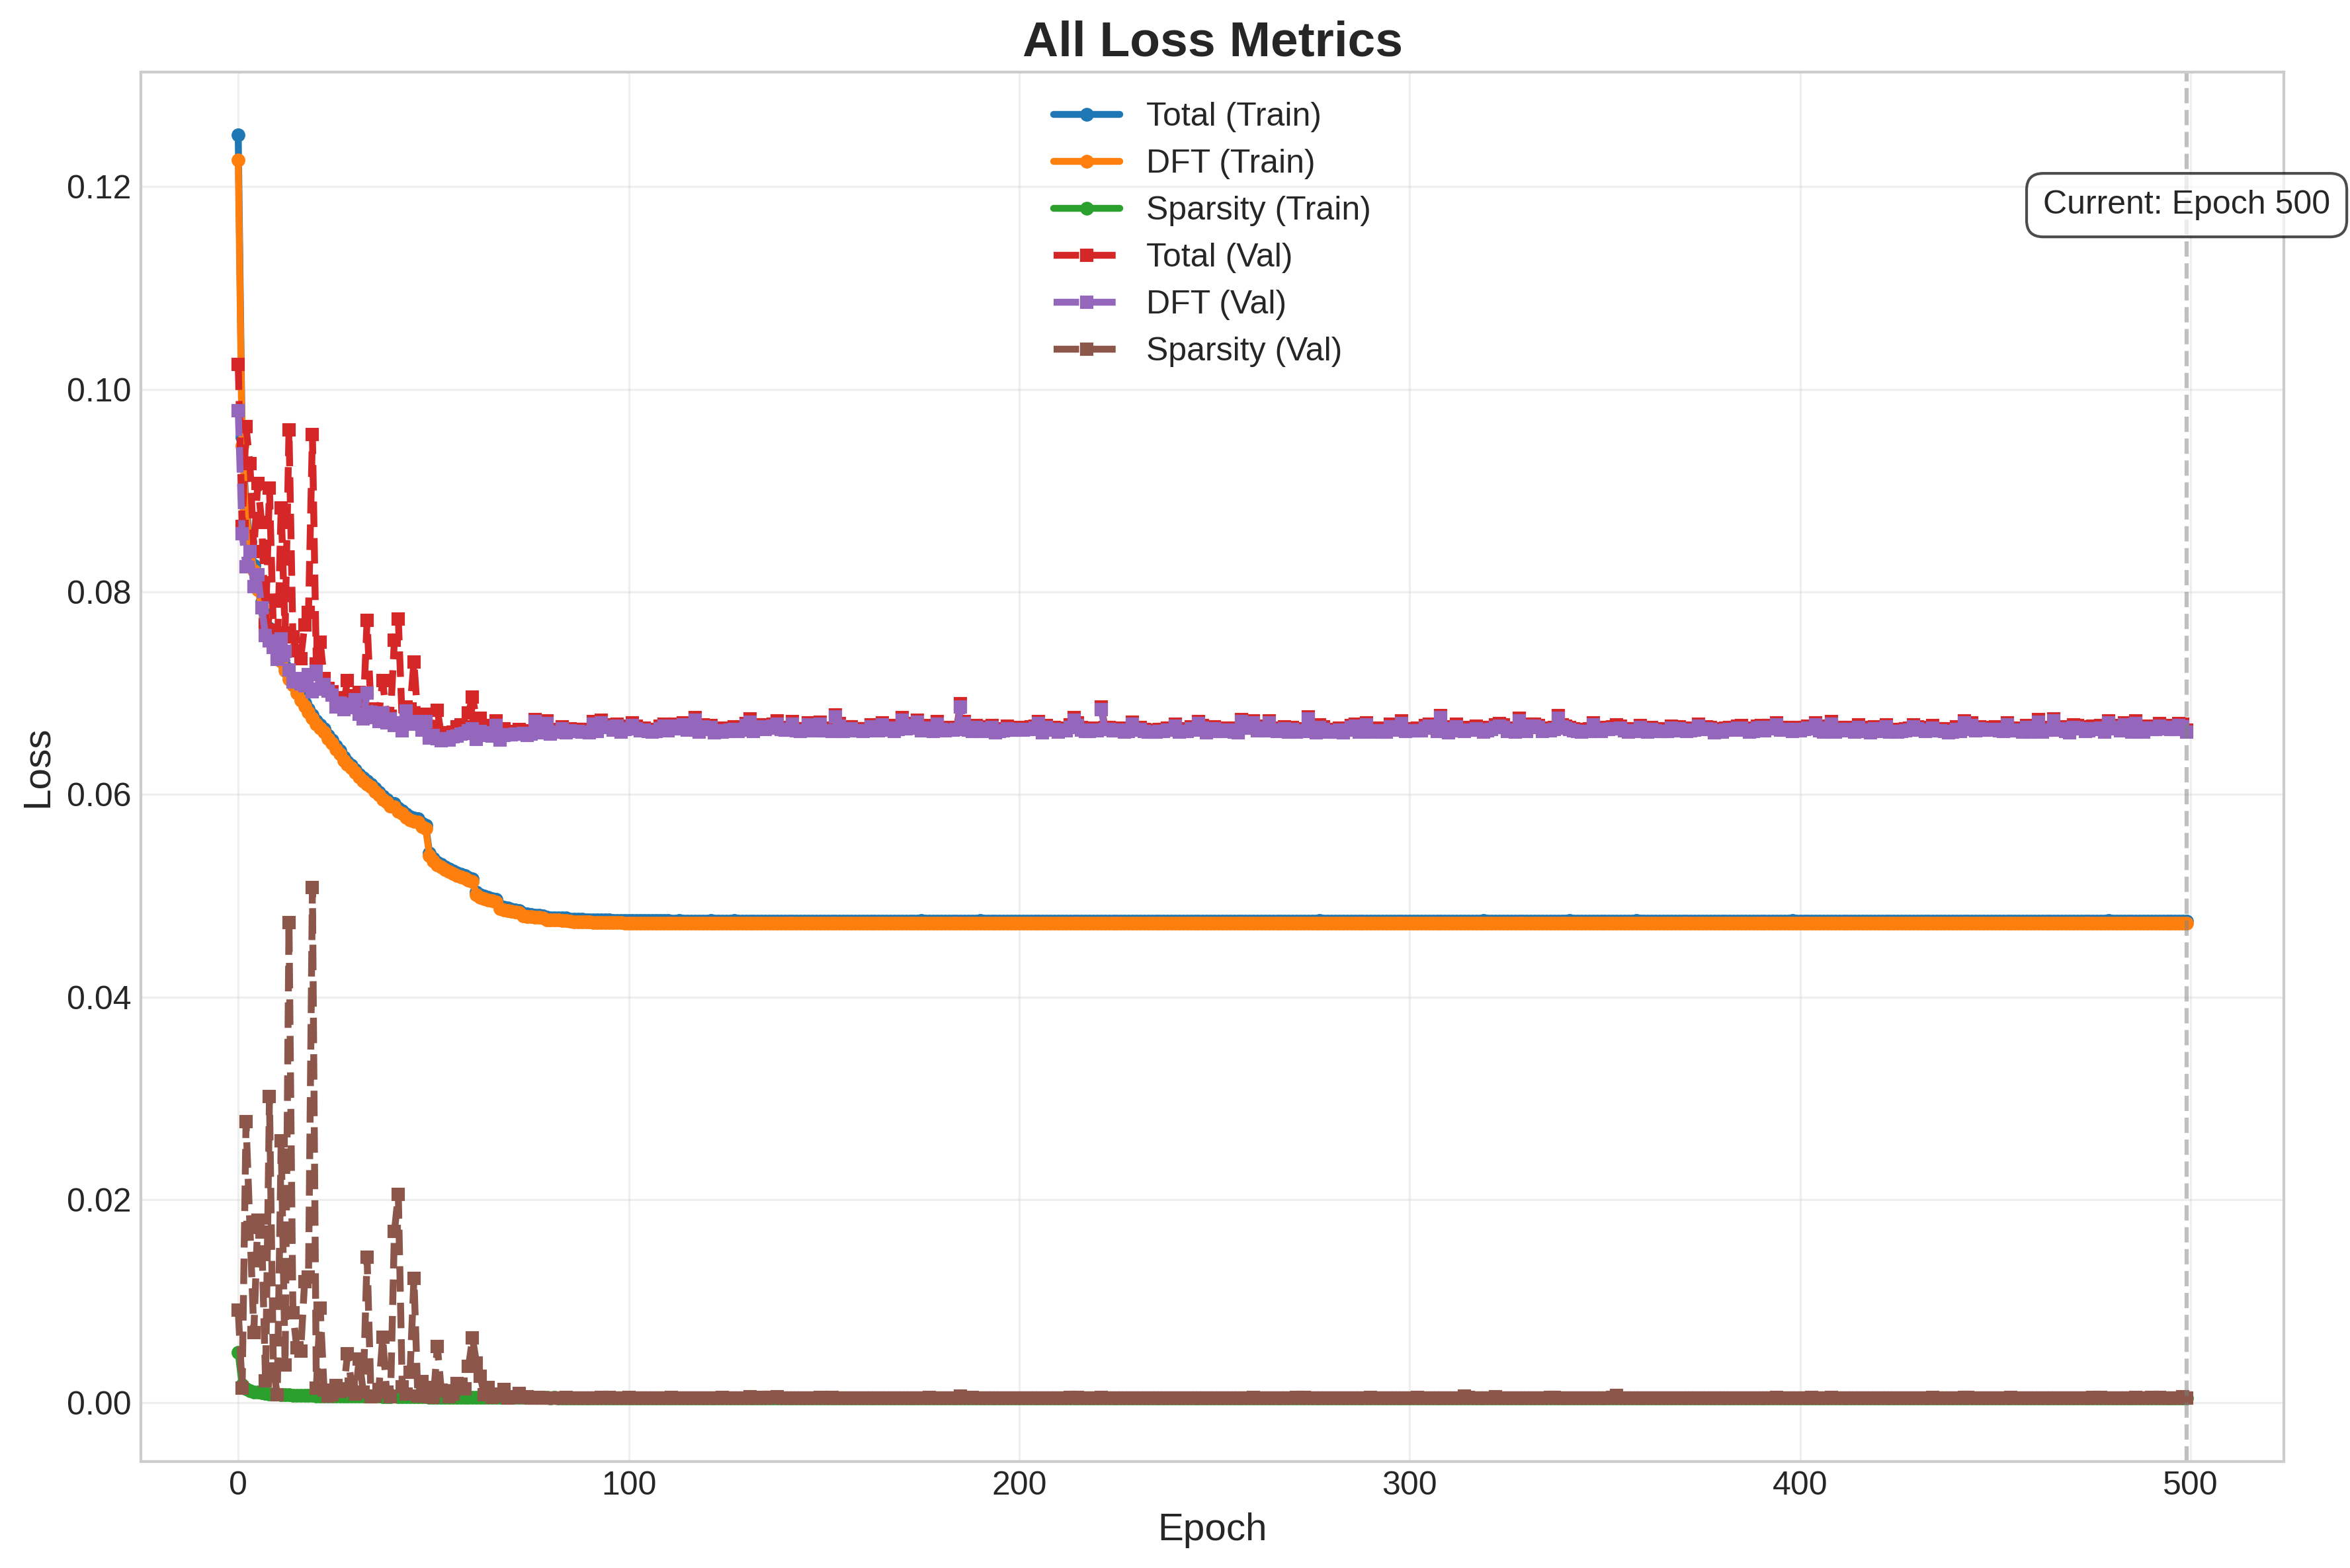 All Loss Metrics
Total (Train)
DFT (Train)
Sparsity (Train)
Total (Val)
DFT (Val)
Sparsity (Val)
Current: Epoch 500
Loss
0.12
0.10
0.08
0.06
0.04
0.02
0.00
0 100 200 300 400 500
Epoch